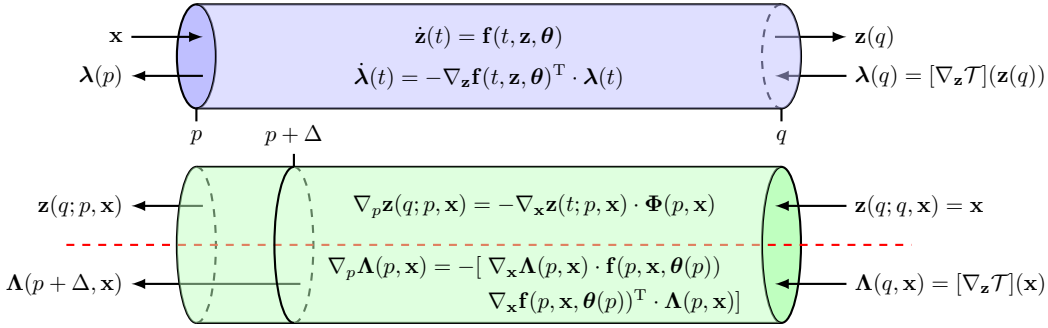 x ż(t) = f(t, z, θ) z(q)
λ(p) λ̇(t) = −∇_z f(t, z, θ)^T · λ(t) λ(q) = [∇_z 𝒯](z(q))
p p + Δ q
z(q; p, x) ∇_p z(q; p, x) = −∇_x z(t; p, x) · Φ(p, x) z(q; q, x) = x
∇_p Λ(p, x) = −[ ∇_x Λ(p, x) · f(p, x, θ(p))
Λ(p + Δ, x) Λ(q, x) = [∇_z 𝒯](x)
∇_x f(p, x, θ(p))^T · Λ(p, x)]